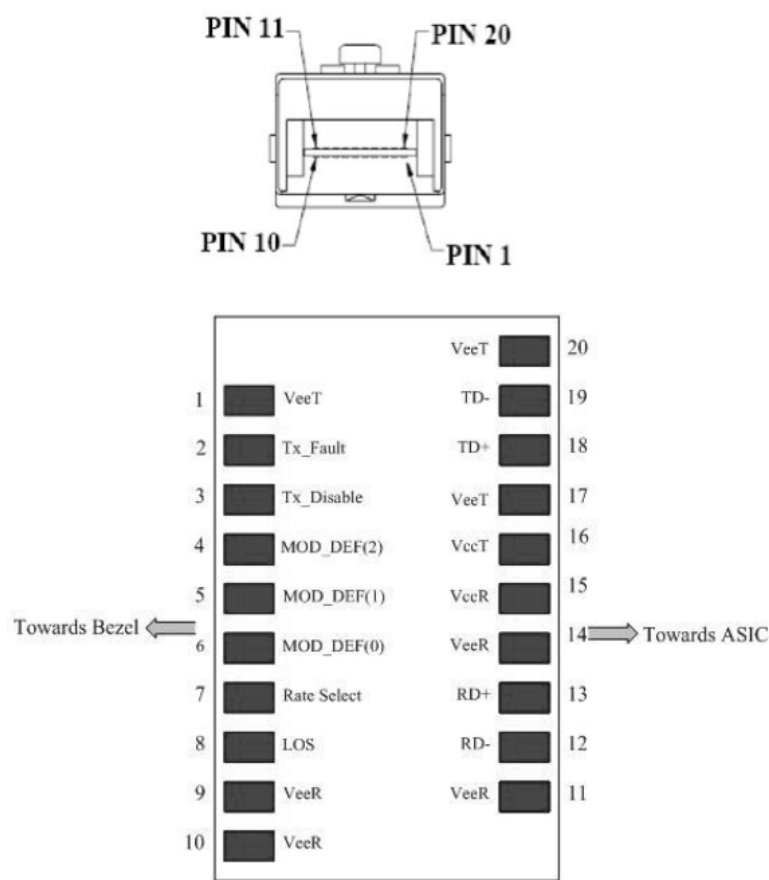 PIN 11
PIN 20
PIN 10
PIN 1
VeeT 20
1 VeeT
TD- 19
2 Tx_Fault
TD+ 18
3 Tx_Disable
VeeT 17
4 MOD_DEF(2)
VccT 16
5 MOD_DEF(1)
VccR 15
Towards Bezel
6 MOD_DEF(0)
VeeR 14
Towards ASIC
7 Rate Select
RD+ 13
8 LOS
RD- 12
9 VeeR
VeeR 11
10 VeeR